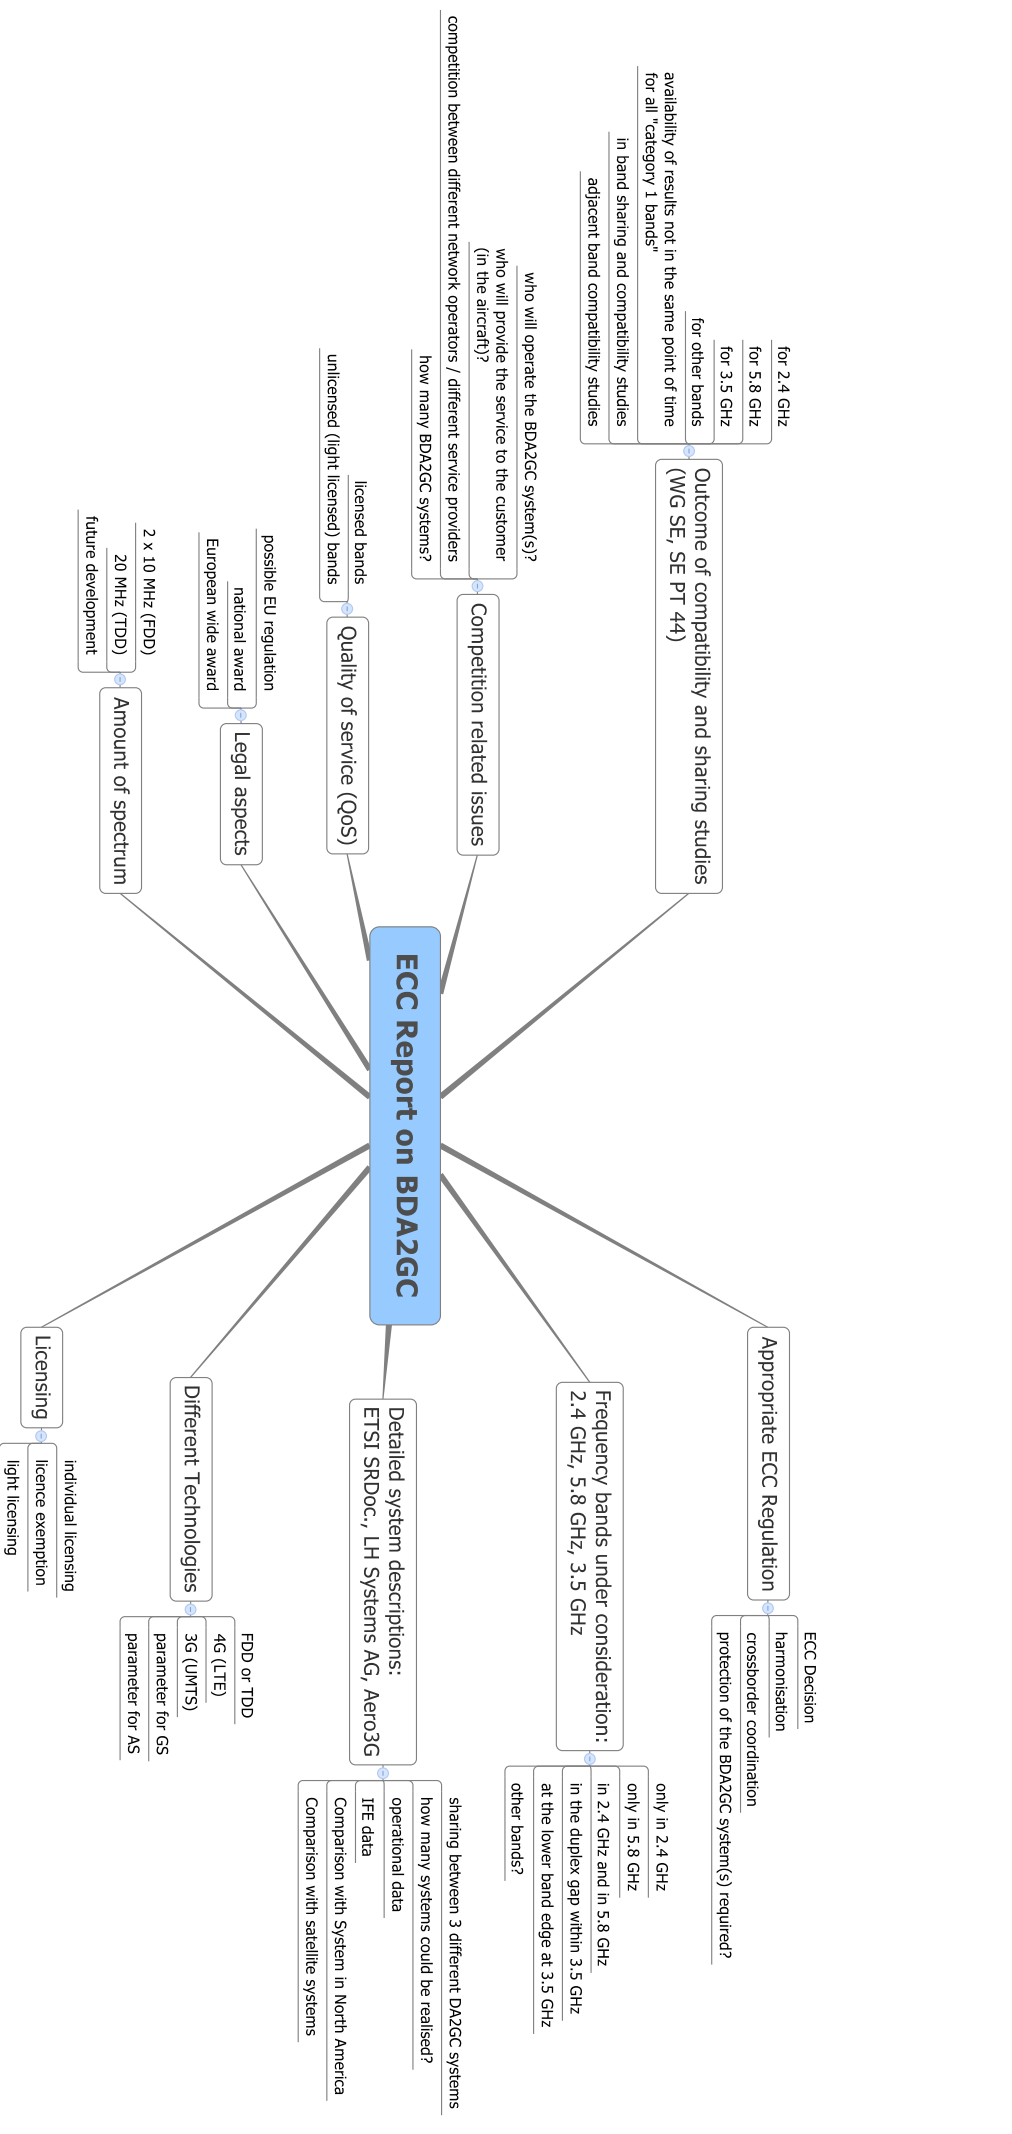 ECC Report on BDA2GC
Outcome of compatibility and sharing studies
(WG SE, SE PT 44)
for 2.4 GHz
for 5.8 GHz
for 3.5 GHz
for other bands
availability of results not in the same point of time
for all "category 1 bands"
in band sharing and compatibility studies
adjacent band compatibility studies
Competition related issues
who will operate the BDA2GC system(s)?
who will provide the service to the customer
(in the aircraft)?
competition between different network operators / different service providers
how many BDA2GC systems?
Quality of service (QoS)
licensed bands
unlicensed (light licensed) bands
Legal aspects
possible EU regulation
national award
European wide award
Amount of spectrum
2 x 10 MHz (FDD)
20 MHz (TDD)
future development
Appropriate ECC Regulation
ECC Decision
harmonisation
crossborder coordination
protection of the BDA2GC system(s) required?
Frequency bands under consideration:
2.4 GHz, 5.8 GHz, 3.5 GHz
only in 2.4 GHz
only in 5.8 GHz
in 2.4 GHz and in 5.8 GHz
in the duplex gap within 3.5 GHz
at the lower band edge at 3.5 GHz
other bands?
Detailed system descriptions:
ETSI SRDoc., LH Systems AG, Aero3G
sharing between 3 different DA2GC systems
how many systems could be realised?
operational data
IFE data
Comparison with System in North America
Comparison with satellite systems
Different Technologies
FDD or TDD
4G (LTE)
3G (UMTS)
parameter for GS
parameter for AS
Licensing
individual licensing
licence exemption
light licensing